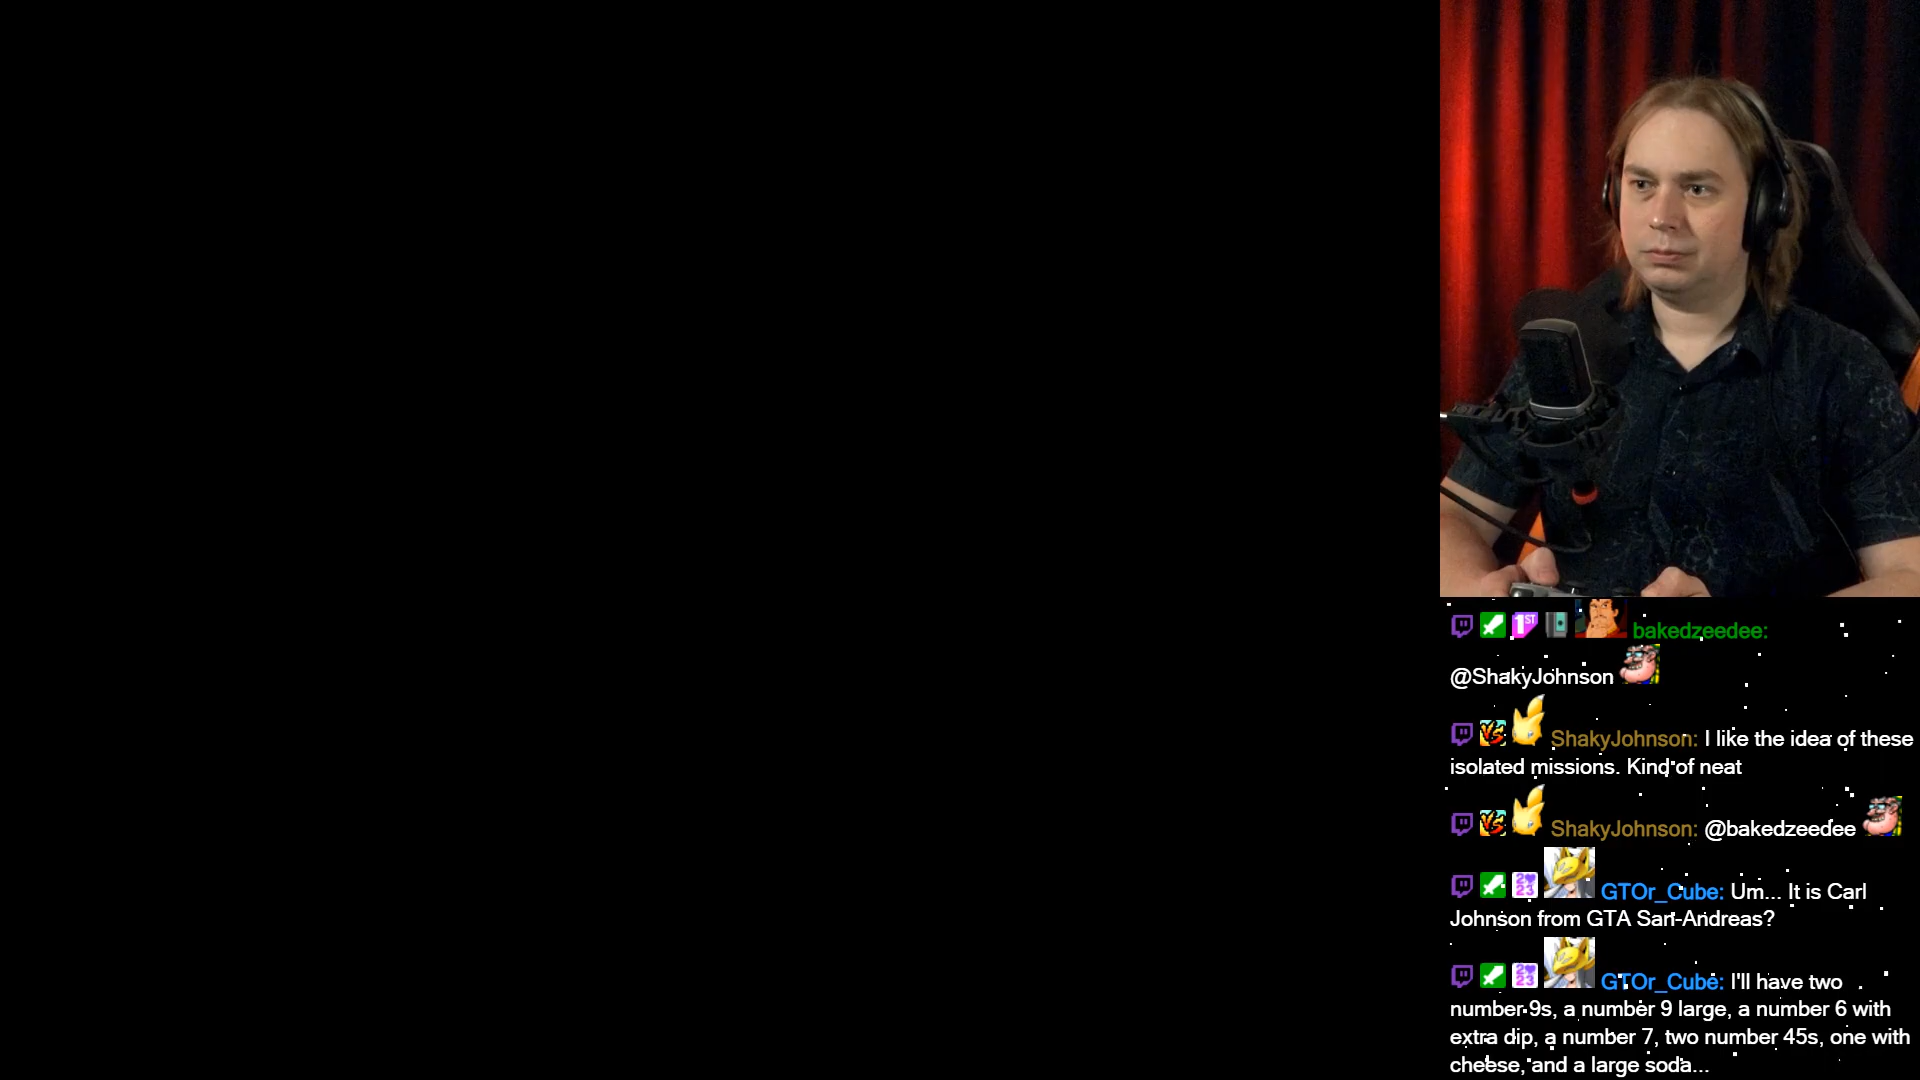 bakedzeedee:
@ShakyJohnson
ShakyJohnson: I like the idea of these
isolated missions. Kind of neat
ShakyJohnson: @bakedzeedee
GTOr_Cube: Um... It is Carl
Johnson from GTA San-Andreas?
GTOr_Cube: I'll have two
number 9s, a number 9 large, a number 6 with
extra dip, a number 7, two number 45s, one with
cheese, and a large soda...